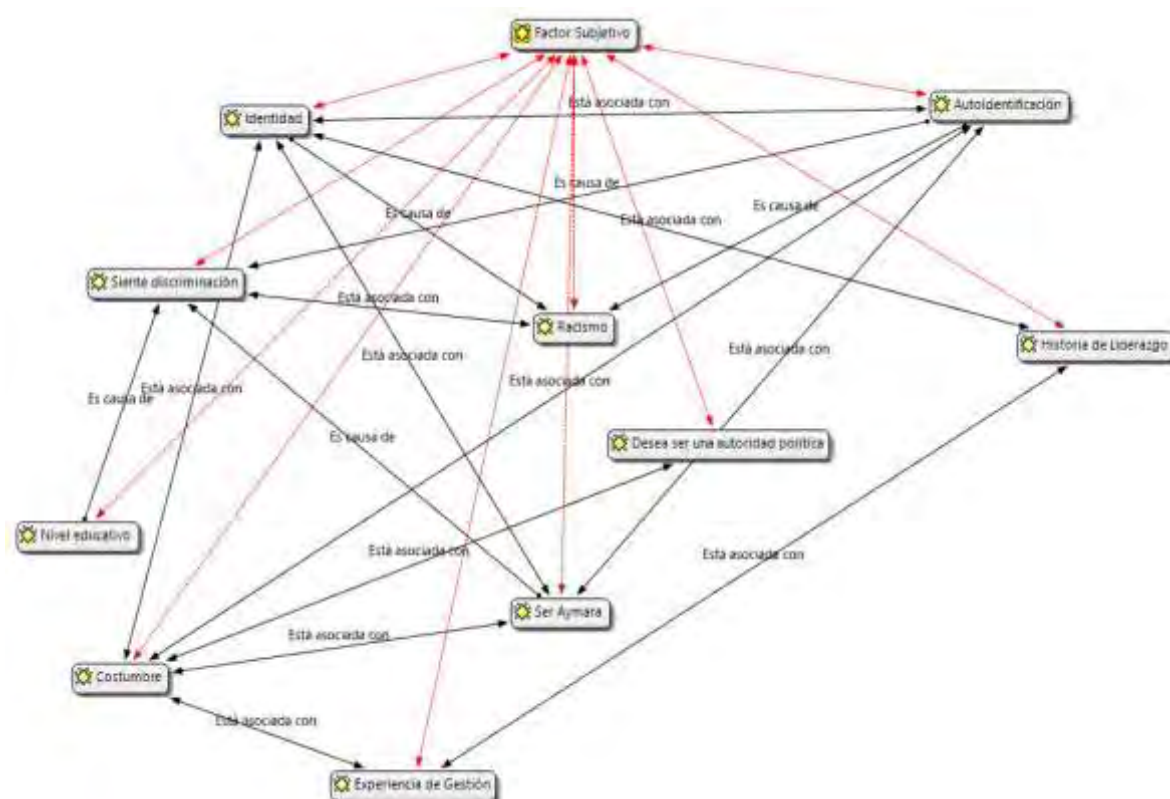 Factor Subjetivo
Está asociada con
Autoidentificación
Identidad
Es causa de
Es causa de
Está asociada con
Es causa de
Siente discriminación
Está asociada con
Racismo
Historia de Liderazgo
Está asociada con
Está asociada con
Está asociada con
Está asociada con
Es causa de
Es causa de
Desea ser una autoridad política
Nivel educativo
Está asociada con
Está asociada con
Ser Aymara
Está asociada con
Costumbre
Está asociada con
Experiencia de Gestión